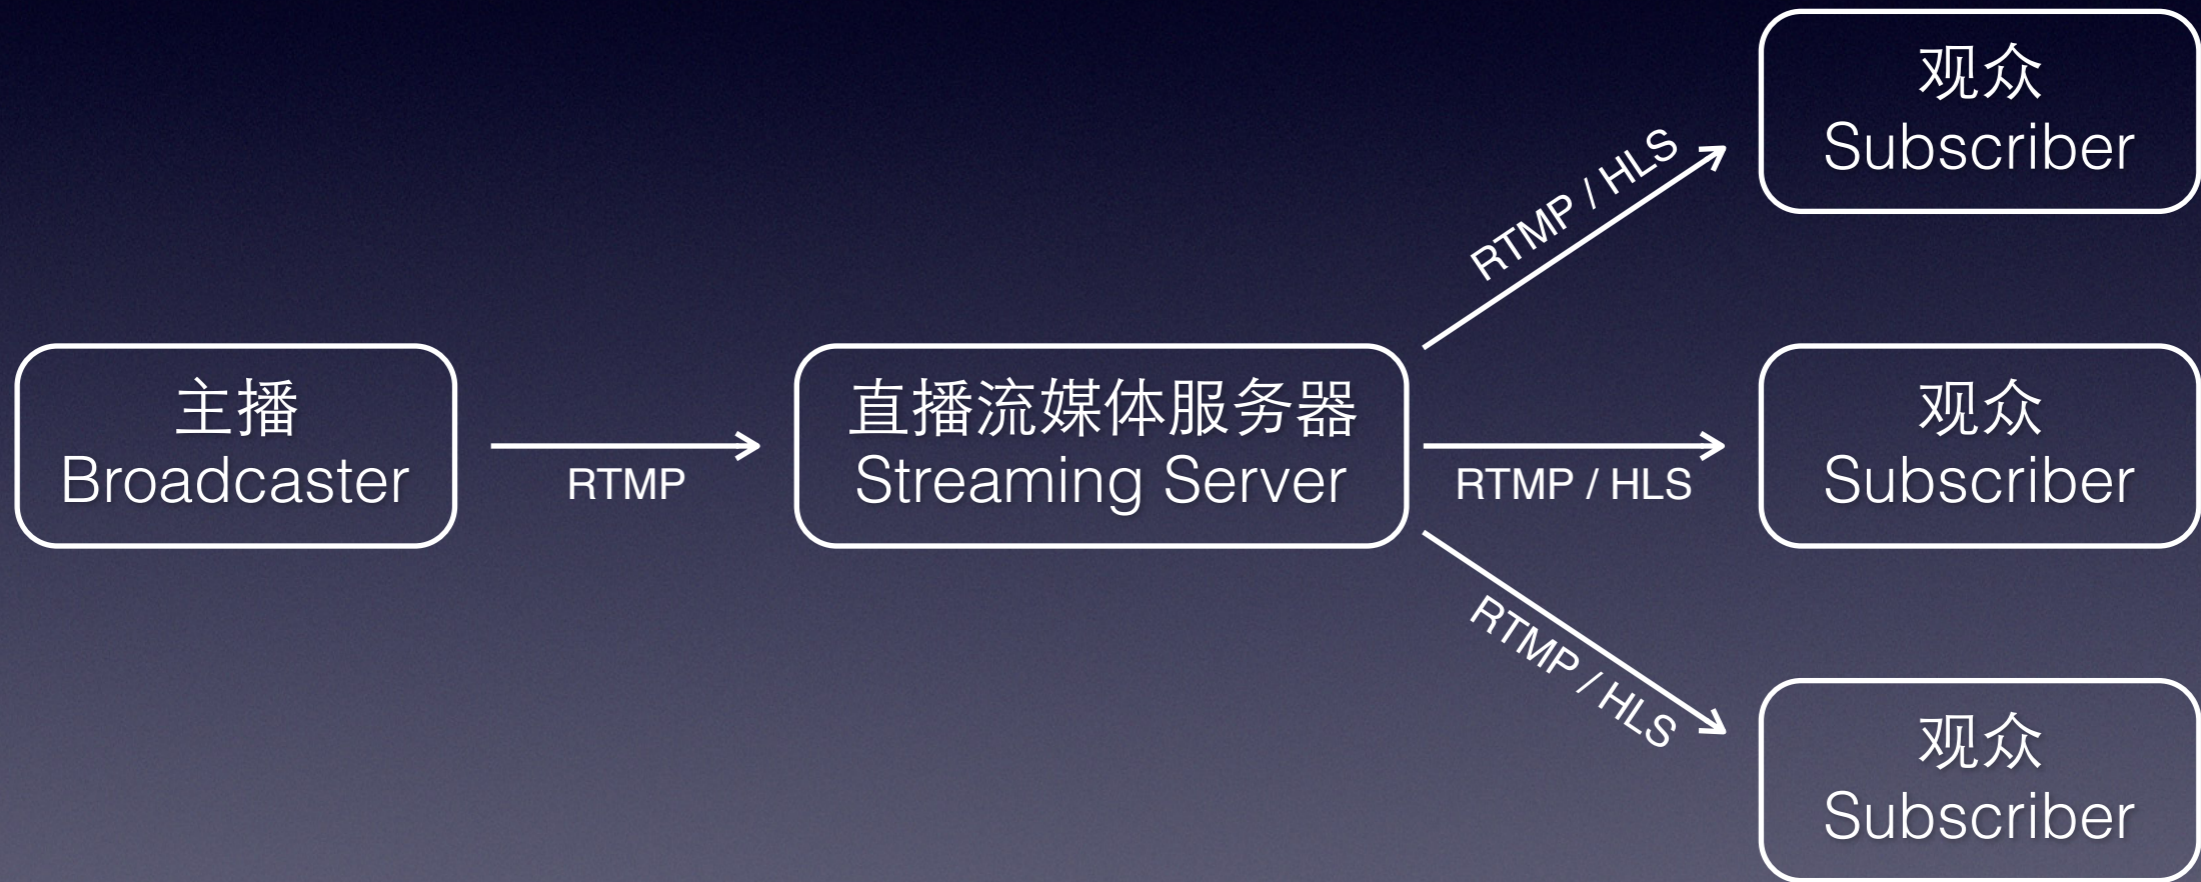 主播
Broadcaster
RTMP
直播流媒体服务器
Streaming Server
RTMP / HLS
观众
Subscriber
RTMP / HLS
观众
Subscriber
RTMP / HLS
观众
Subscriber